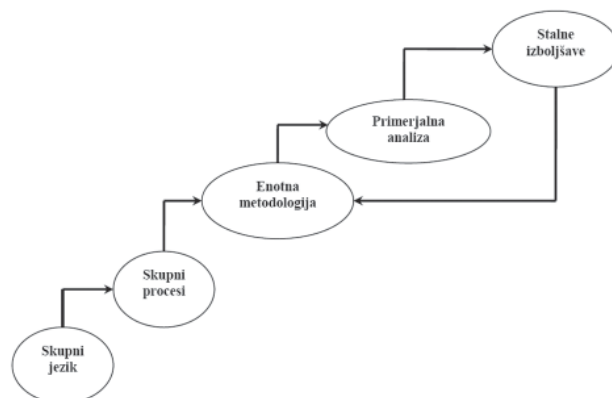 Stalne
izboljšave
Primerjalna
analiza
Enotna
metodologija
Skupni
procesi
Skupni
jezik